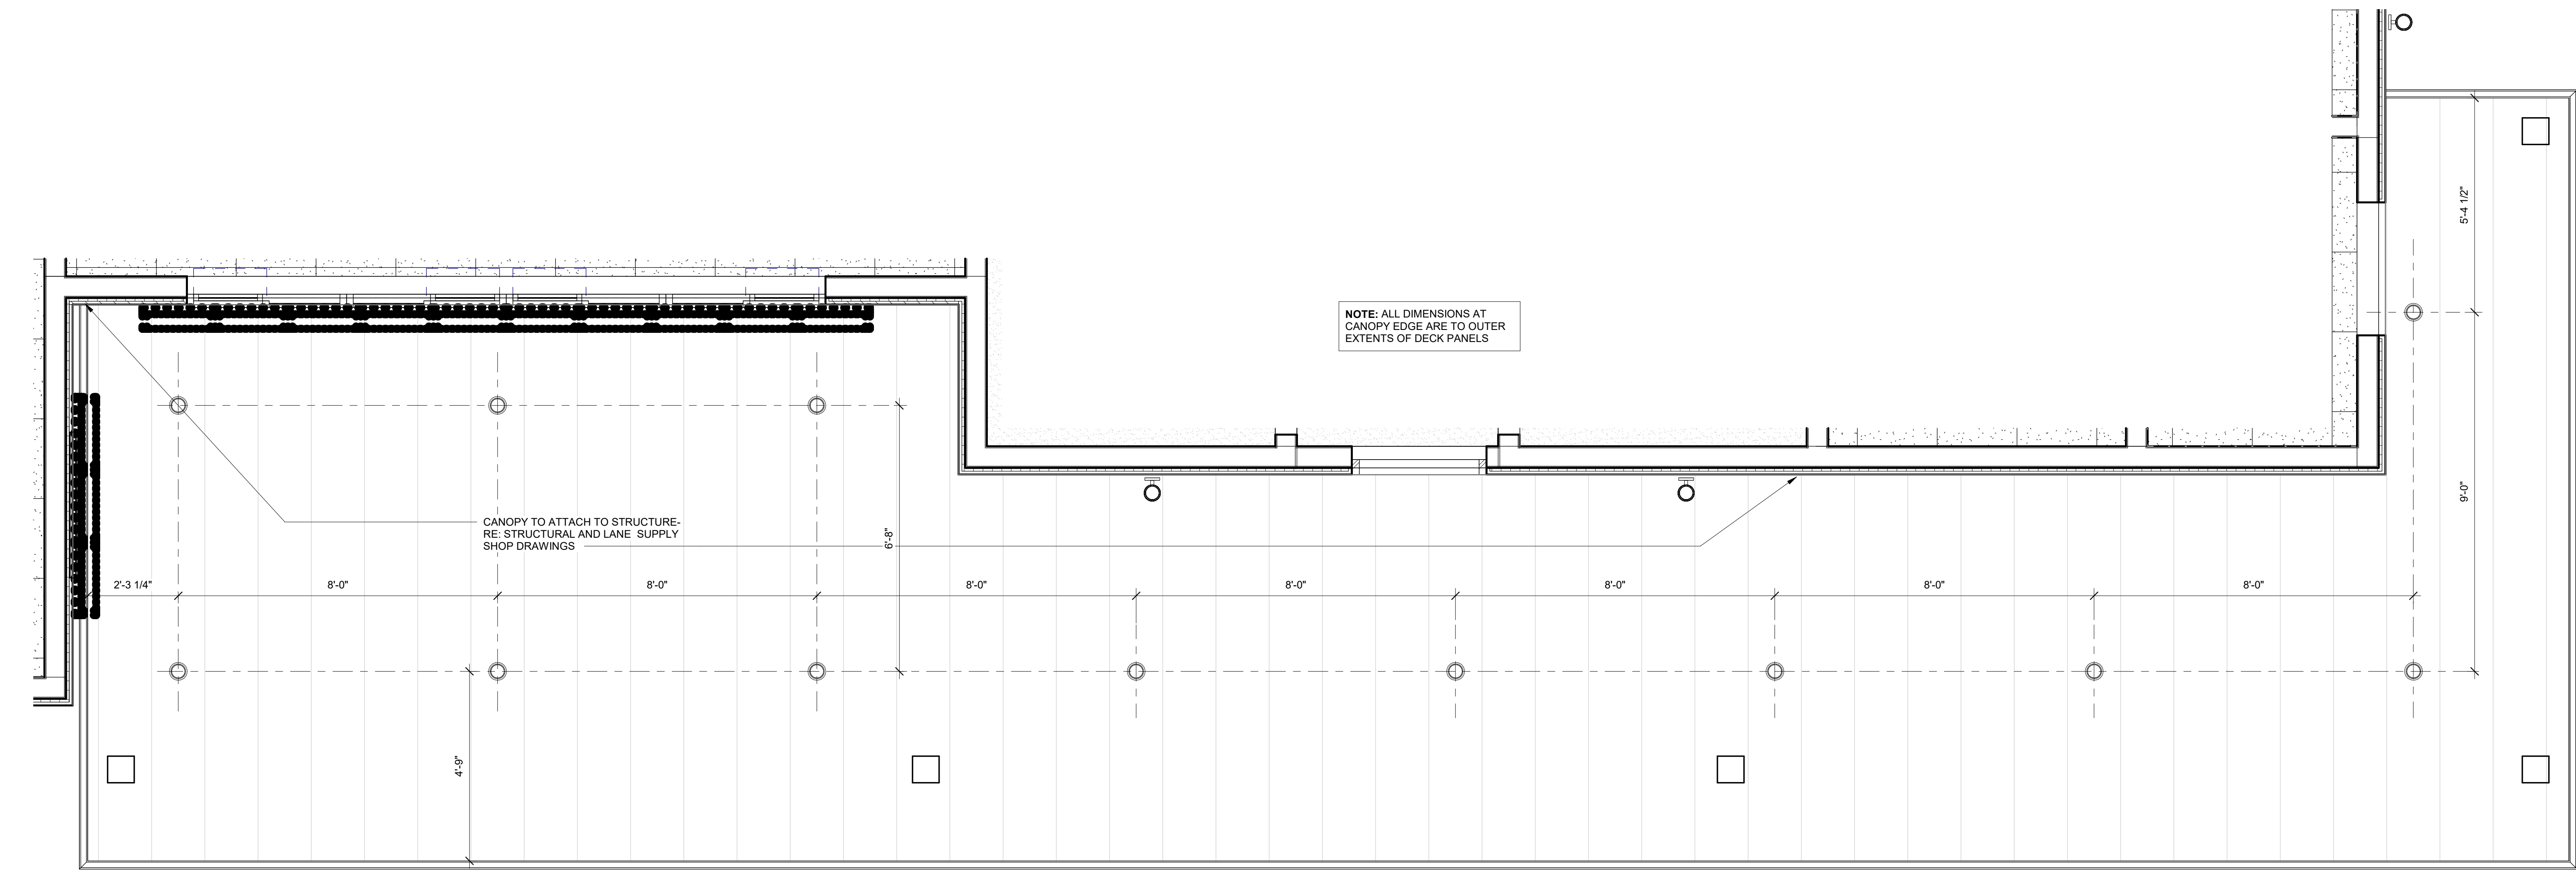 5'-4 1/2"
NOTE: ALL DIMENSIONS AT
CANOPY EDGE ARE TO OUTER
EXTENTS OF DECK PANELS
9'-0"
CANOPY TO ATTACH TO STRUCTURE-
RE: STRUCTURAL AND LANE SUPPLY
SHOP DRAWINGS
6'-8"
2'-3 1/4"
8'-0"
8'-0"
8'-0"
8'-0"
8'-0"
8'-0"
8'-0"
4'-9"